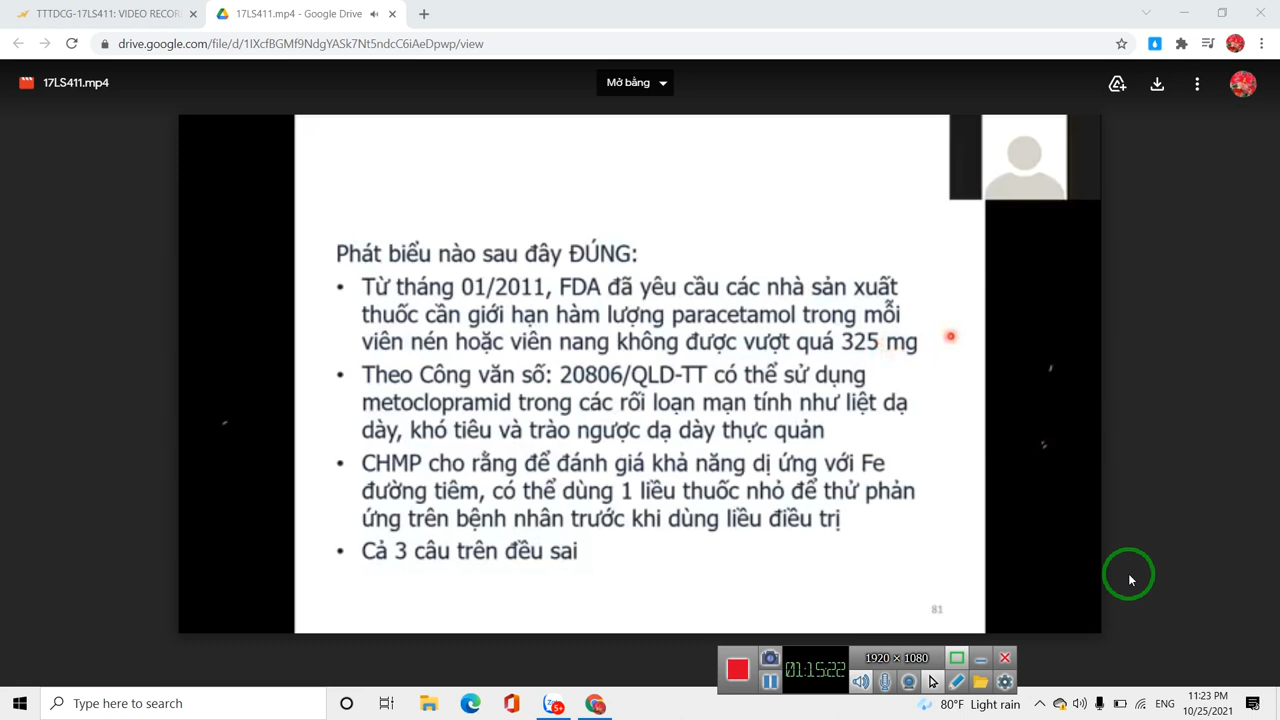 TTTDCG-17LS411: VIDEO RECOR
17LS411.mp4 - Google Drive
drive.google.com/file/d/1IXcfBGMf9NdgYASk7Nt5ndcC6iAeDpwp/view
17LS411.mp4
Mở bằng
Phát biểu nào sau đây ĐÚNG:
• Từ tháng 01/2011, FDA đã yêu cầu các nhà sản xuất
thuốc cần giới hạn hàm lượng paracetamol trong mỗi
viên nén hoặc viên nang không được vượt quá 325 mg
• Theo Công văn số: 20806/QLD-TT có thể sử dụng
metoclopramid trong các rối loạn mạn tính như liệt dạ
dày, khó tiêu và trào ngược dạ dày thực quản
• CHMP cho rằng để đánh giá khả năng dị ứng với Fe
đường tiêm, có thể dùng 1 liều thuốc nhỏ để thử phản
ứng trên bệnh nhân trước khi dùng liều điều trị
• Cả 3 câu trên đều sai
81
01:15:22
1920 × 1080
Type here to search
5+
80°F Light rain
ENG
11:23 PM
10/25/2021